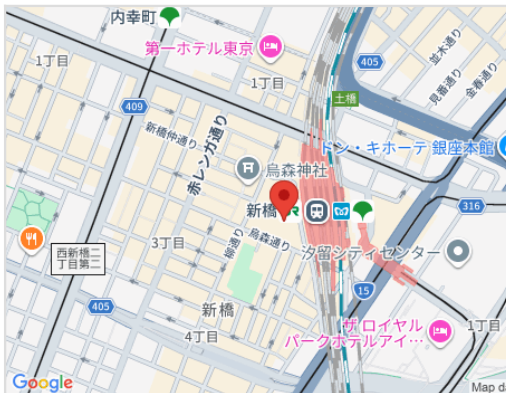 内幸町
第一ホテル東京
1丁目
1丁目
405
並木通り
見番通り
金春通り
土橋
409
新橋仲通り
赤レンガ通り
烏森神社
ドン・キホーテ 銀座本館
新橋
316
烏森通り
柳通り
3丁目
汐留シティセンター
西新橋二
丁目第二
405
新橋
15
4丁目
ザ ロイヤル
パークホテルアイ…
1丁目
Google
Map da